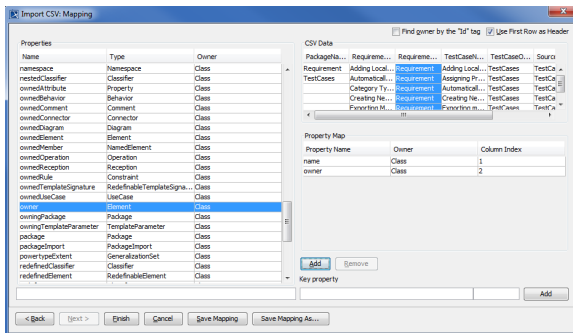 Import CSV: Mapping
Find owner by the "Id" tag Use First Row as Header
Properties
Name Type Owner
namespace Namespace Class
nestedClassifier Classifier Class
ownedAttribute Property Class
ownedBehavior Behavior Class
ownedComment Comment Class
ownedConnector Connector Class
ownedDiagram Diagram Class
ownedElement Element Class
ownedMember NamedElement Class
ownedOperation Operation Class
ownedReception Reception Class
ownedRule Constraint Class
ownedTemplateSignature RedefinableTemplateSigna... Class
ownedUseCase UseCase Class
owner Element Class
owningPackage Package Class
owningTemplateParameter TemplateParameter Class
package Package Class
packageImport PackageImport Class
powertypeExtent GeneralizationSet Class
redefinedClassifier Classifier Class
redefinedElement RedefinableElement Class
CSV Data
PackageNa... Requireme... Requireme... TestCaseN... TestCaseO... Source
Requirement Adding Local... Requirement Adding Local... TestCases TestCa
TestCases Automaticall... Requirement Assigning Pr... TestCases TestCa
Category Ty... Requirement Automaticall... TestCases TestCa
Creating Ne... Requirement Creating Ne... TestCases TestCa
Exporting M... Requirement Exporting m... TestCases TestCa
Property Map
Property Name Owner Column Index
name Class 1
owner Class 2
Add Remove
Key property
Add
< Back Next > Finish Cancel Save Mapping Save Mapping As...